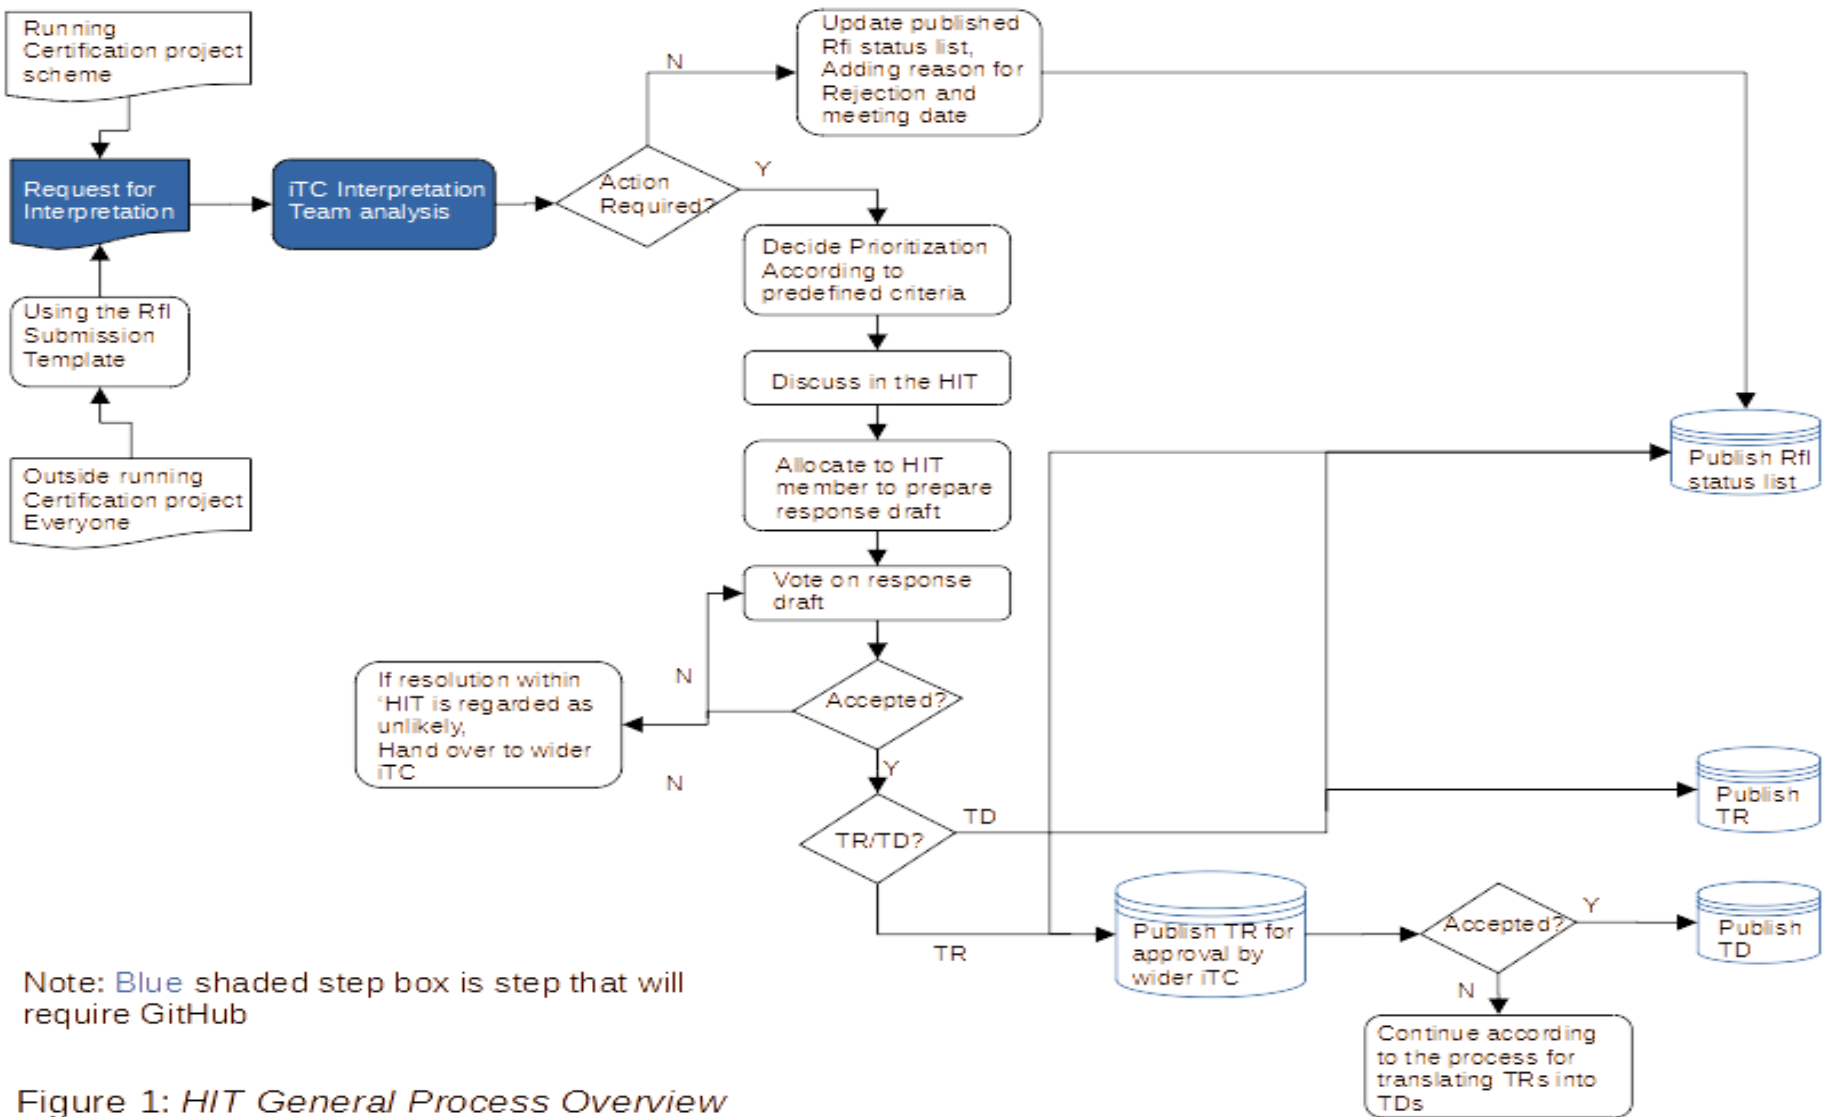 Running
Certification project
scheme
Update published
Rfi status list,
Adding reason for
Rejection and
meeting date
N
Request for
Interpretation
iTC Interpretation
Team analysis
Action
Required?
Y
Decide Prioritization
According to
predefined criteria
Using the RfI
Submission
Template
Discuss in the HIT
Outside running
Certification project
Everyone
Allocate to HIT
member to prepare
response draft
Publish RfI
status list
Vote on response
draft
If resolution within
‘HIT is regarded as
unlikely,
Hand over to wider
iTC
N
Accepted?
N
Y
TR/TD?
TD
Publish
TR
TR
Publish TR for
approval by
wider iTC
Accepted?
Y
Publish
TD
N
Continue according
to the process for
translating TRs into
TDs
Note: Blue shaded step box is step that will
require GitHub
Figure 1: HIT General Process Overview